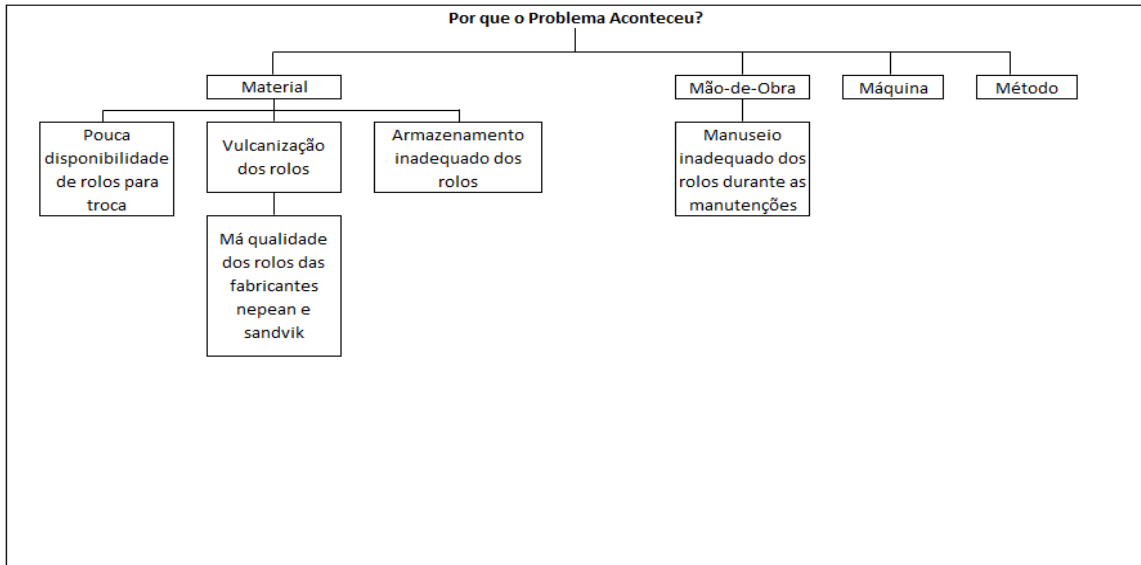 Por que o Problema Aconteceu?
Material
Mão-de-Obra
Máquina
Método
Pouca
disponibilidade
de rolos para
troca
Vulcanização
dos rolos
Armazenamento
inadequado dos
rolos
Manuseio
inadequado dos
rolos durante as
manutenções
Má qualidade
dos rolos das
fabricantes
nepean e
sandvik